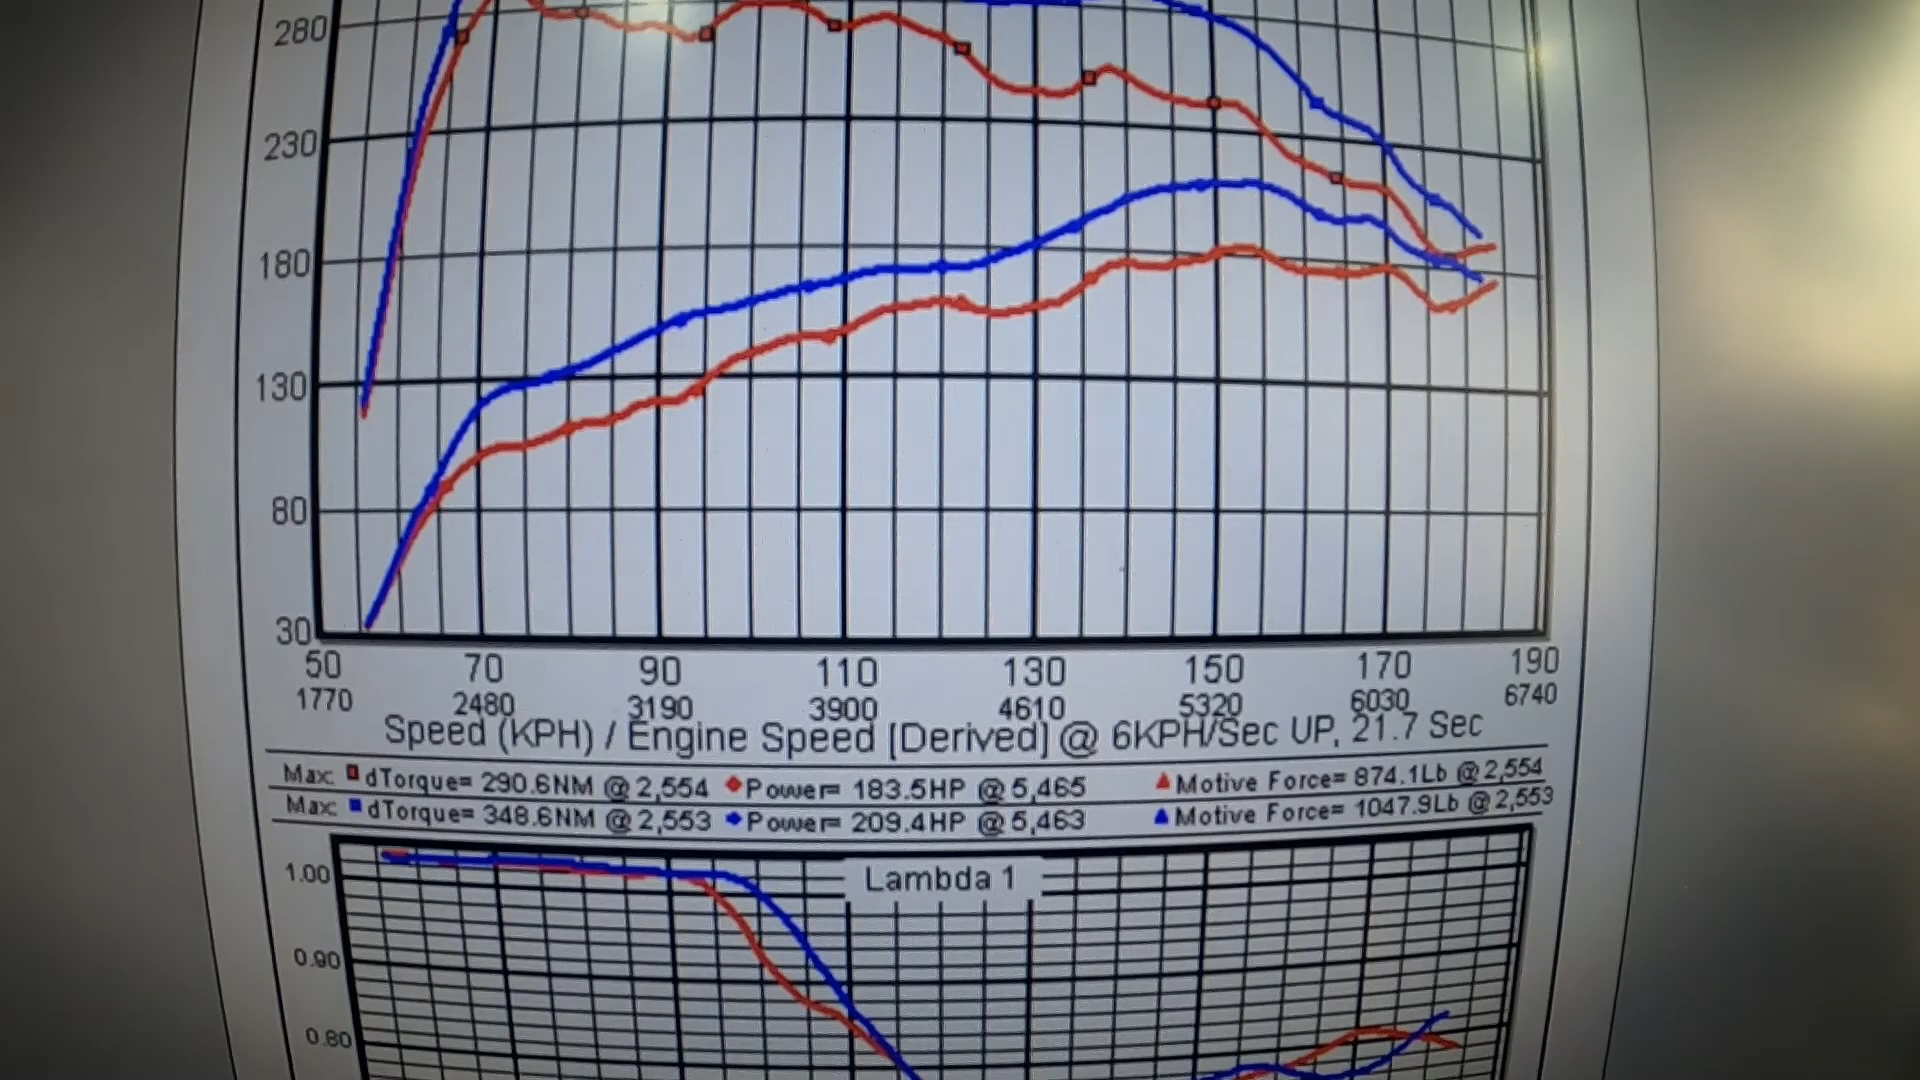 280
230
180
130
80
30
50 70 90 110 130 150 170 190
1770 2480 3190 3900 4610 5320 6030 6740
Speed (KPH) / Engine Speed [Derived] @ 6KPH/Sec UP, 21.7 Sec
Max: dTorque= 290.6NM @ 2,554 Power= 183.5HP @ 5,465 Motive Force= 874.1Lb @ 2,554
Max: dTorque= 348.6NM @ 2,553 Power= 209.4HP @ 5,463 Motive Force= 1047.9Lb @ 2,553
Lambda 1
1.00
0.90
0.80